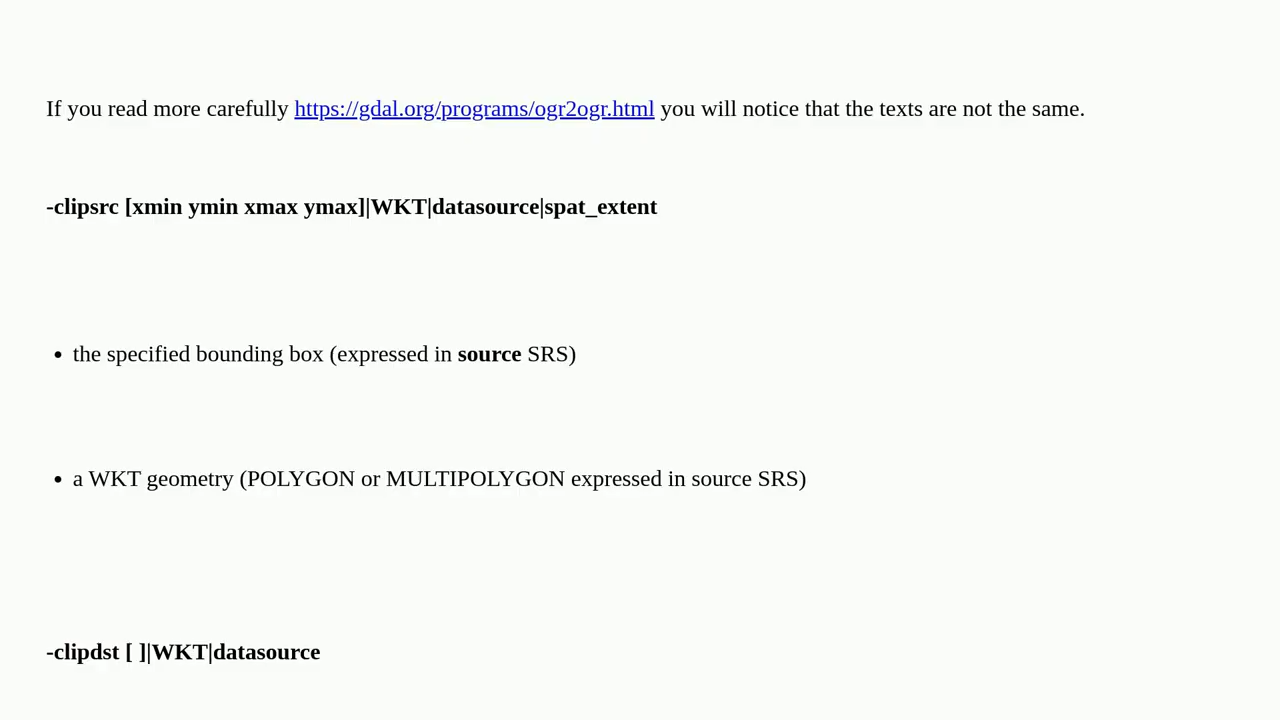 If you read more carefully https://gdal.org/programs/ogr2ogr.html you will notice that the texts are not the same.
-clipsrc [xmin ymin xmax ymax]|WKT|datasource|spat_extent
• the specified bounding box (expressed in source SRS)
• a WKT geometry (POLYGON or MULTIPOLYGON expressed in source SRS)
-clipdst [ ]|WKT|datasource